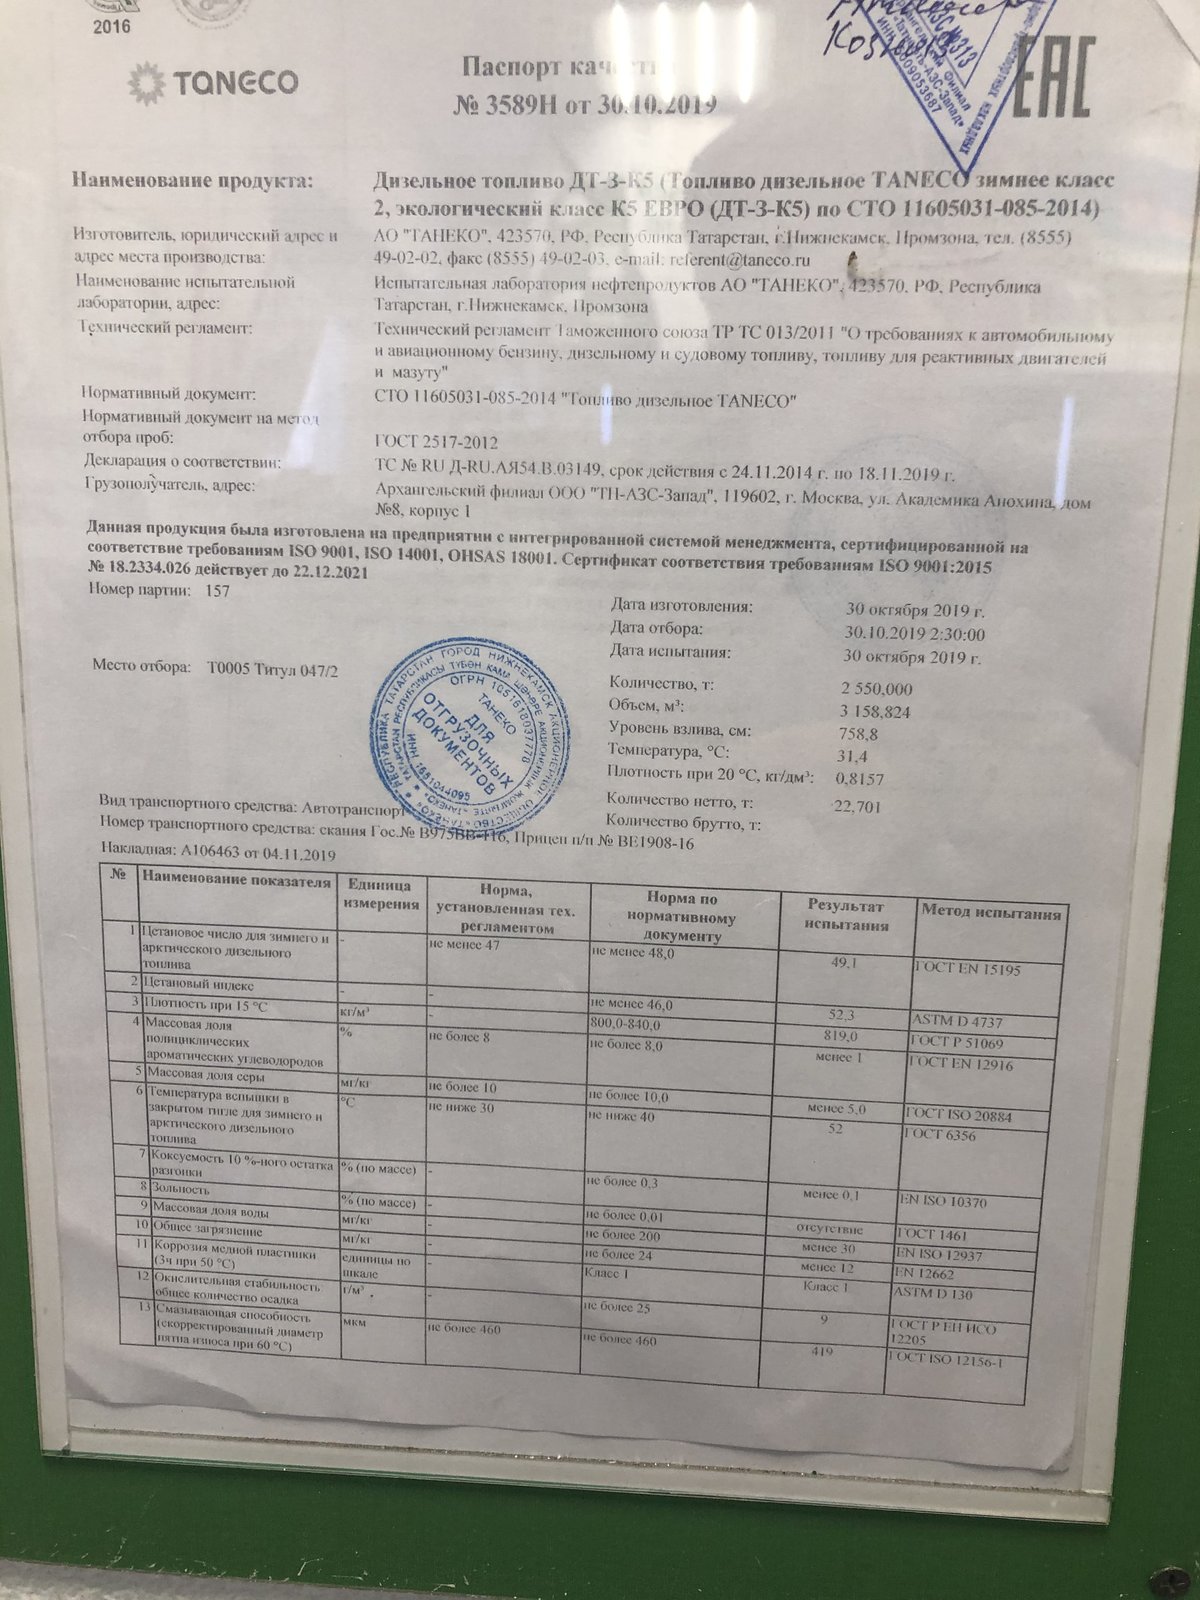 2016
TANECO
Паспорт качест
№ 3589Н от 30.10.2019
ЕАС
Наименование продукта: Дизельное топливо ДТ-З-К5 (Топливо дизельное TANECO зимнее класс
2, экологический класс К5 ЕВРО (ДТ-З-К5) по СТО 11605031-085-2014)
Изготовитель, юридический адрес и АО "ТАНЕКО", 423570, РФ, Республика Татарстан, г.Нижнекамск, Промзона, тел. (8555)
адрес места производства: 49-02-02, факс (8555) 49-02-03, e-mail: referent@taneco.ru
Наименование испытательной Испытательная лаборатория нефтепродуктов АО "ТАНЕКО", 423570, РФ, Республика
лаборатории, адрес: Татарстан, г.Нижнекамск, Промзона
Технический регламент: Технический регламент Таможенного союза ТР ТС 013/2011 "О требованиях к автомобильному
и авиационному бензину, дизельному и судовому топливу, топливу для реактивных двигателей
и мазуту"
Нормативный документ: СТО 11605031-085-2014 "Топливо дизельное TANECO"
Нормативный документ на метод
отбора проб: ГОСТ 2517-2012
Декларация о соответствии: ТС № RU Д-RU.АЯ54.В.03149, срок действия с 24.11.2014 г. по 18.11.2019 г.
Грузополучатель, адрес: Архангельский филиал ООО "ТН-АЗС-Запад", 119602, г. Москва, ул. Академика Анохина, дом
№8, корпус 1
Данная продукция была изготовлена на предприятии с интегрированной системой менеджмента, сертифицированной на
соответствие требованиям ISO 9001, ISO 14001, OHSAS 18001. Сертификат соответствия требованиям ISO 9001:2015
№ 18.2334.026 действует до 22.12.2021
Номер партии: 157
Дата изготовления: 30 октября 2019 г.
Дата отбора: 30.10.2019 2:30:00
Дата испытания: 30 октября 2019 г.
Место отбора: Т0005 Титул 047/2
Количество, т: 2 550,000
Объем, м³: 3 158,824
Уровень взлива, см: 758,8
Температура, °С: 31,4
Плотность при 20 °С, кг/дм³: 0,8157
Количество нетто, т: 22,701
Количество брутто, т:
ОГРН 1051618037778
ТАНЕКО
ДЛЯ
ОТГРУЗОЧНЫХ
ДОКУМЕНТОВ
ИНН 1651044095
Вид транспортного средства: Автотранспорт
Номер транспортного средства: скания Гос.№ В975ВВ-116, Прицеп п/п № ВЕ1908-16
Накладная: А106463 от 04.11.2019
№ Наименование показателя Единица измерения Норма, установленная тех. регламентом Норма по нормативному документу Результат испытания Метод испытания
1 Цетановое число для зимнего и арктического дизельного топлива - не менее 47 не менее 48,0 49,1 ГОСТ EN 15195
2 Цетановый индекс - - не менее 46,0 52,3 ASTM D 4737
3 Плотность при 15 °С кг/м³ - 800,0-840,0 819,0 ГОСТ Р 51069
4 Массовая доля полициклических ароматических углеводородов % не более 8 не более 8,0 менее 1 ГОСТ EN 12916
5 Массовая доля серы мг/кг не более 10 не более 10,0 менее 5,0 ГОСТ ISO 20884
6 Температура вспышки в закрытом тигле для зимнего и арктического дизельного топлива °С не ниже 30 не ниже 40 52 ГОСТ 6356
7 Коксуемость 10 %-ного остатка разгонки % (по массе) - не более 0,3 менее 0,1 EN ISO 10370
8 Зольность % (по массе) - не более 0,01 отсутствие ГОСТ 1461
9 Массовая доля воды мг/кг - не более 200 менее 30 EN ISO 12937
10 Общее загрязнение мг/кг - не более 24 менее 12 EN 12662
11 Коррозия медной пластинки (3ч при 50 °С) единицы по шкале - Класс 1 Класс 1 ASTM D 130
12 Окислительная стабильность: общее количество осадка г/м³ - не более 25 9 ГОСТ Р ЕН ИСО 12205
13 Смазывающая способность (скорректированный диаметр пятна износа при 60 °С) мкм не более 460 не более 460 419 ГОСТ ISO 12156-1